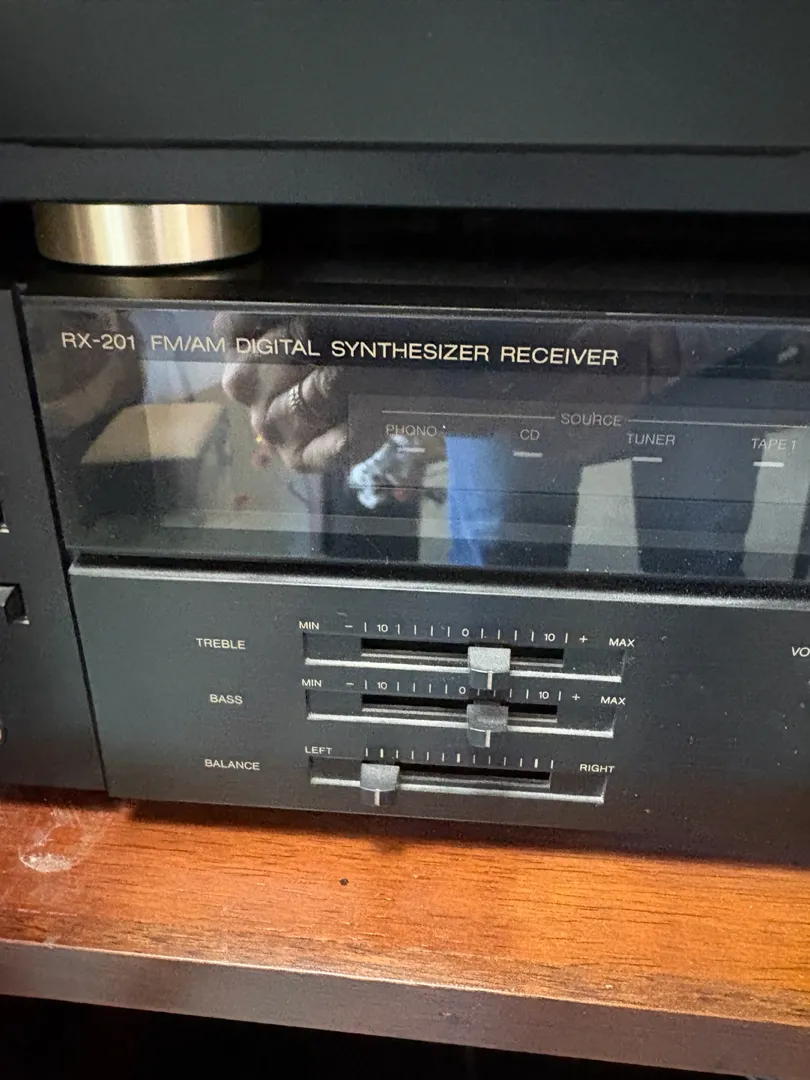 RX-201 FM/AM DIGITAL SYNTHESIZER RECEIVER
SOURCE
PHONO CD TUNER TAPE 1
MIN − 10 0 10 + MAX
TREBLE
MIN − 10 0 10 + MAX
BASS
LEFT RIGHT
BALANCE
VO